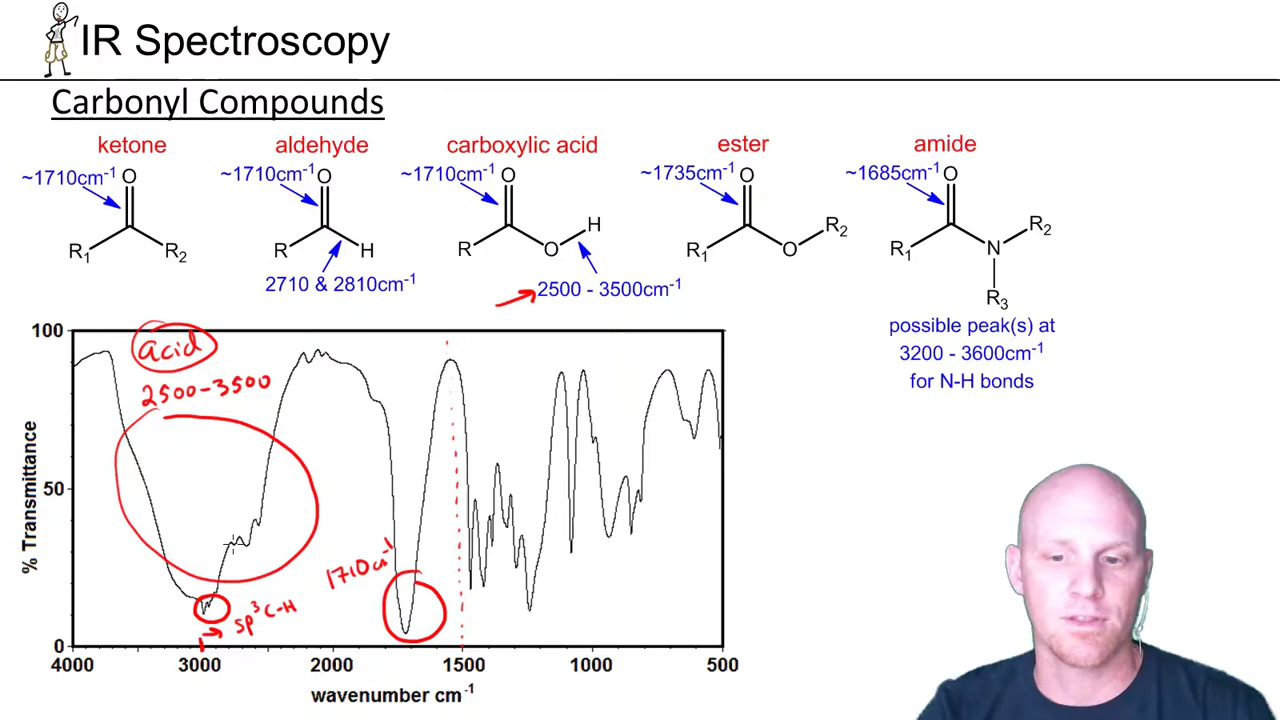 IR Spectroscopy
Carbonyl Compounds
ketone
aldehyde
carboxylic acid
ester
amide
~1710cm-1
O
R1
R2
~1710cm-1
O
R
H
2710 & 2810cm-1
~1710cm-1
O
R
O
H
2500 - 3500cm-1
~1735cm-1
O
R1
O
R2
~1685cm-1
O
R1
N
R2
R3
possible peak(s) at
3200 - 3600cm-1
for N-H bonds
100
50
0
% Transmittance
acid
2500-3500
1710 cm-1
sp3 C-H
4000 3000 2000 1500 1000 500
wavenumber cm-1